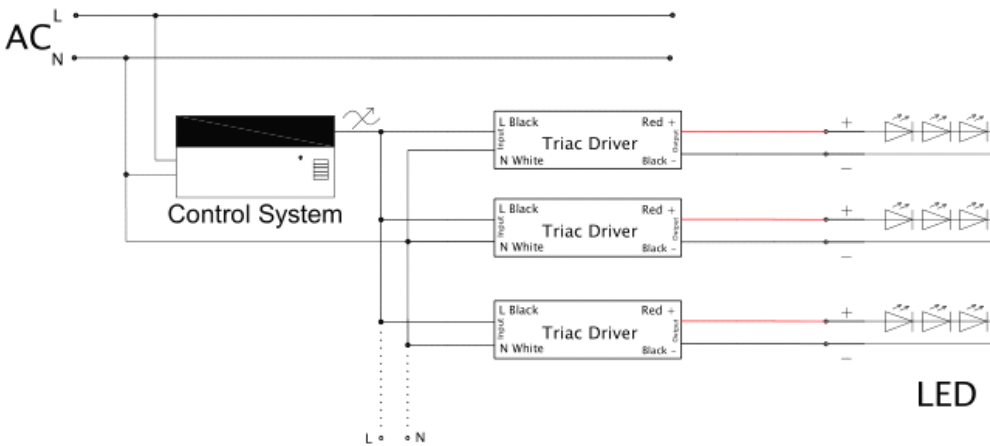 AC
L
N
Control System
L Black
Red +
Input
Triac Driver
Output
N White
Black -
+
−
L Black
Red +
Input
Triac Driver
Output
N White
Black -
+
−
L Black
Red +
Input
Triac Driver
Output
N White
Black -
+
−
LED
L
N